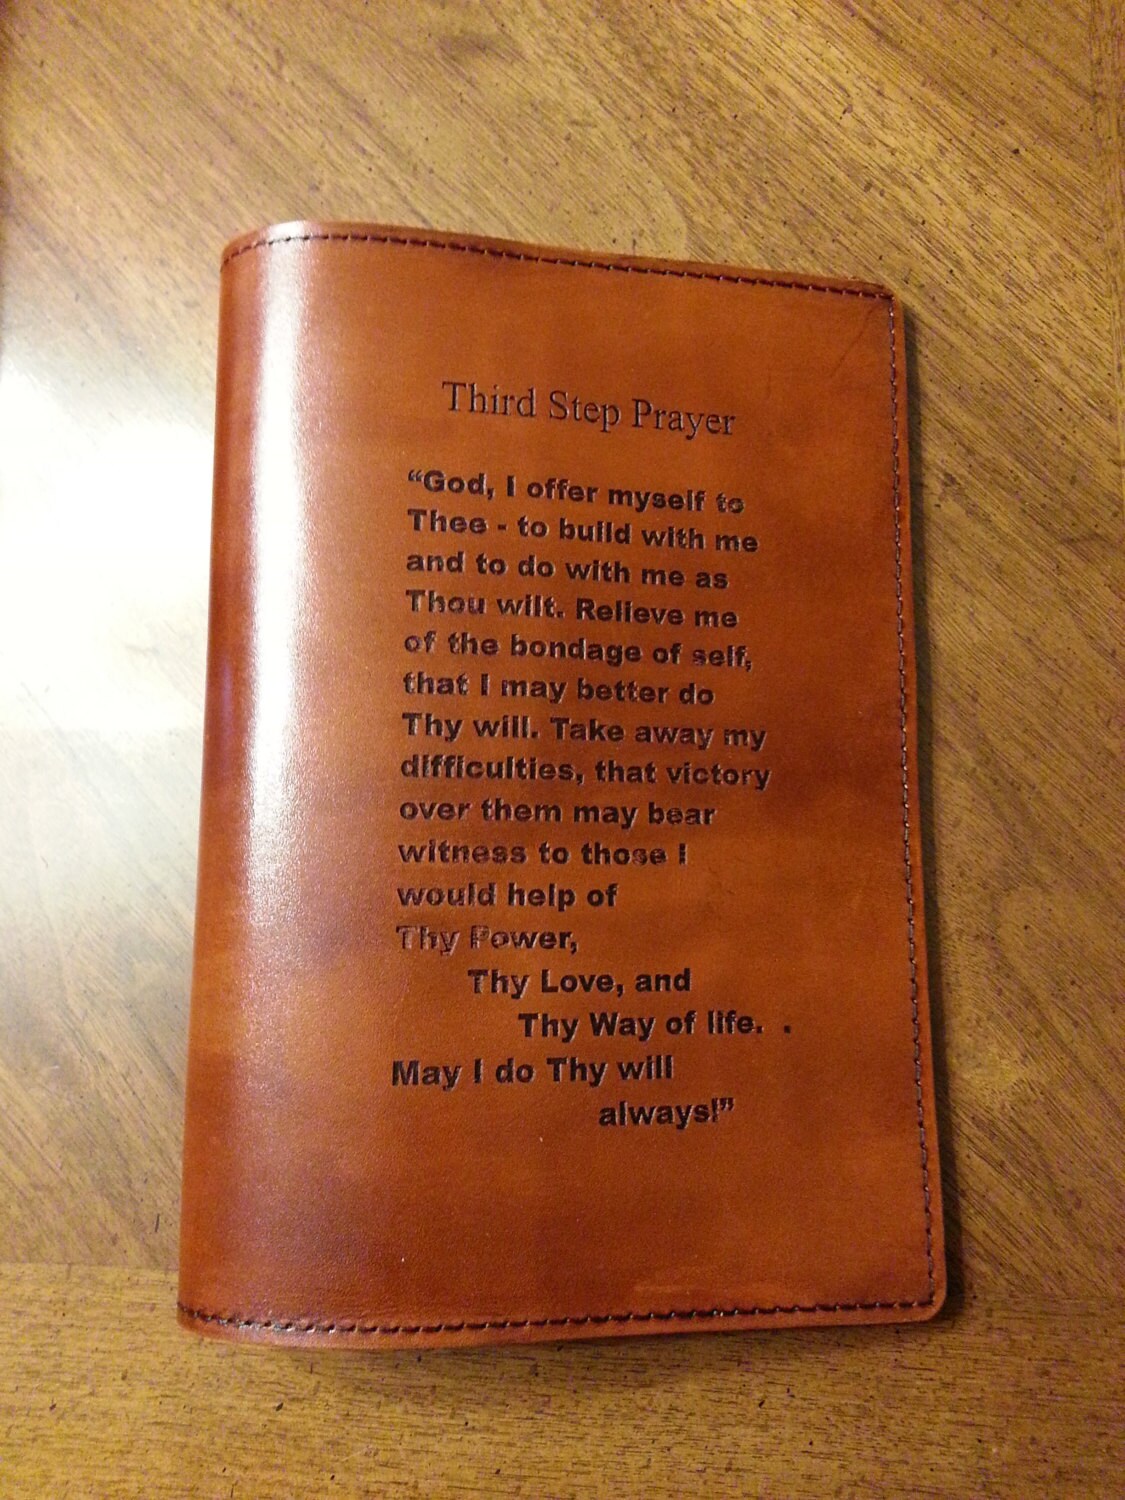 Third Step Prayer
“God, I offer myself to
Thee - to build with me
and to do with me as
Thou wilt. Relieve me
of the bondage of self,
that I may better do
Thy will. Take away my
difficulties, that victory
over them may bear
witness to those I
would help of
Thy Power,
Thy Love, and
Thy Way of life. .
May I do Thy will
always!”